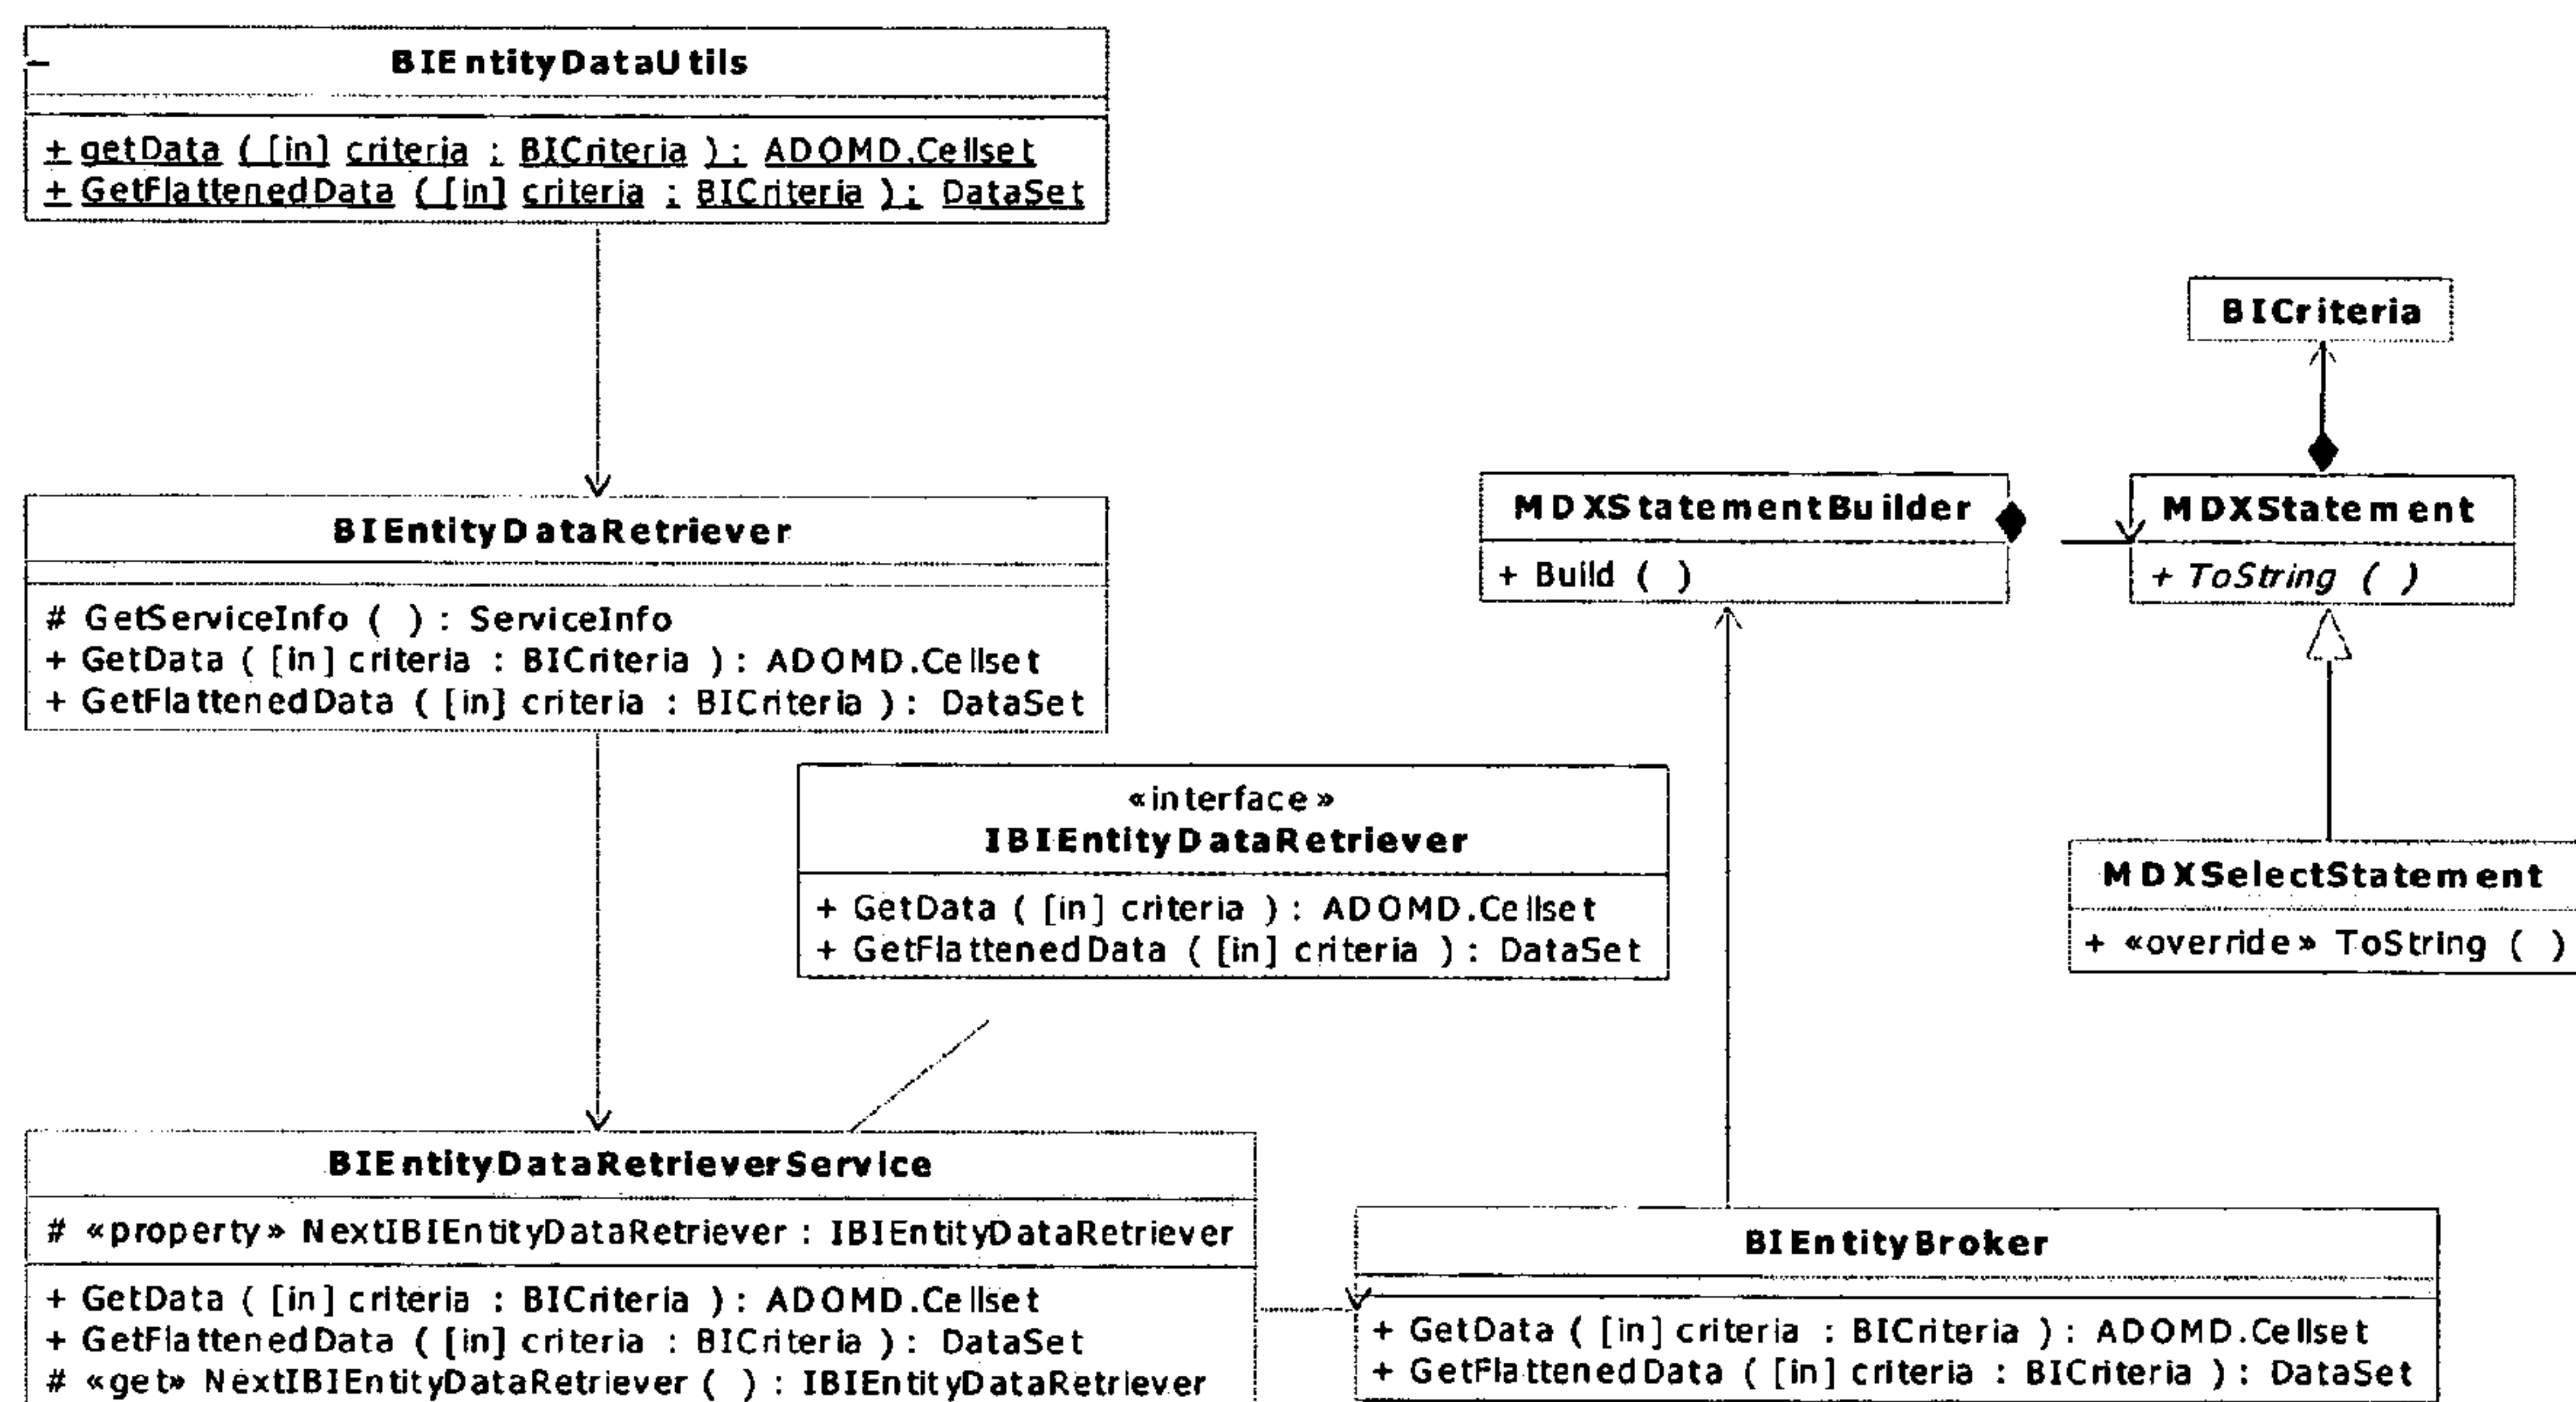 BIEntityDataUtils
+ getData ( [in] criteria : BICriteria ) : ADOMD.Cellset
+ GetFlattenedData ( [in] criteria : BICriteria ) : DataSet
BICriteria
BIEntityDataRetriever
# GetServiceInfo ( ) : ServiceInfo
+ GetData ( [in] criteria : BICriteria ) : ADOMD.Cellset
+ GetFlattenedData ( [in] criteria : BICriteria ) : DataSet
MDXStatementBuilder
+ Build ( )
MDXStatement
+ ToString ( )
«interface»
IBIEntityDataRetriever
+ GetData ( [in] criteria ) : ADOMD.Cellset
+ GetFlattenedData ( [in] criteria ) : DataSet
MDXSelectStatement
+ «override» ToString ( )
BIEntityDataRetrieverService
# «property» NextIBIEntityDataRetriever : IBIEntityDataRetriever
+ GetData ( [in] criteria : BICriteria ) : ADOMD.Cellset
+ GetFlattenedData ( [in] criteria : BICriteria ) : DataSet
# «get» NextIBIEntityDataRetriever ( ) : IBIEntityDataRetriever
BIEntityBroker
+ GetData ( [in] criteria : BICriteria ) : ADOMD.Cellset
+ GetFlattenedData ( [in] criteria : BICriteria ) : DataSet